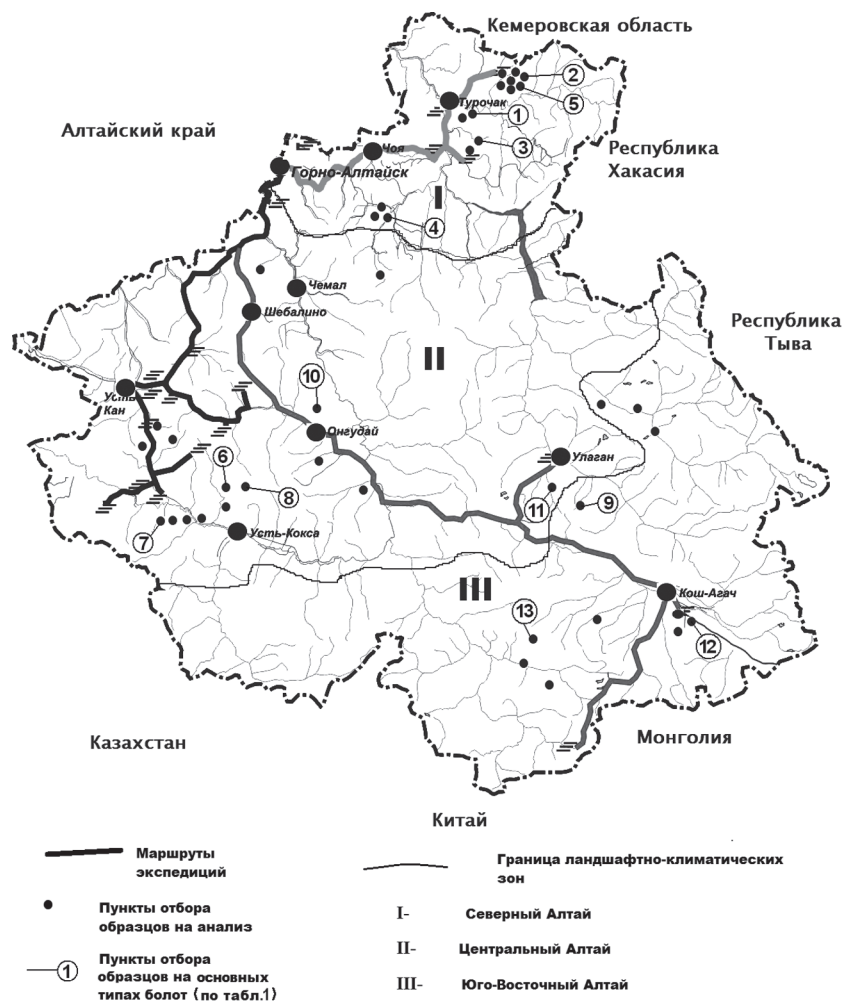 Кемеровская область
②
⑤
Турочак
①
Алтайский край
③
Республика
Хакасия
Чоя
Горно-Алтайск
I
④
Чемал
Шебалино
Республика
Тыва
II
⑩
Усть
Кан
Онгудай
Улаган
⑥
⑧
⑪
⑨
⑦
Усть-Кокса
III
Кош-Агач
⑬
⑫
Казахстан
Монголия
Китай
Маршруты
экспедиций
Граница ландшафтно-климатических
зон
Пункты отбора
образцов на анализ
I- Северный Алтай
II- Центральный Алтай
①
Пункты отбора
образцов на основных
типах болот (по табл.1)
III- Юго-Восточный Алтай